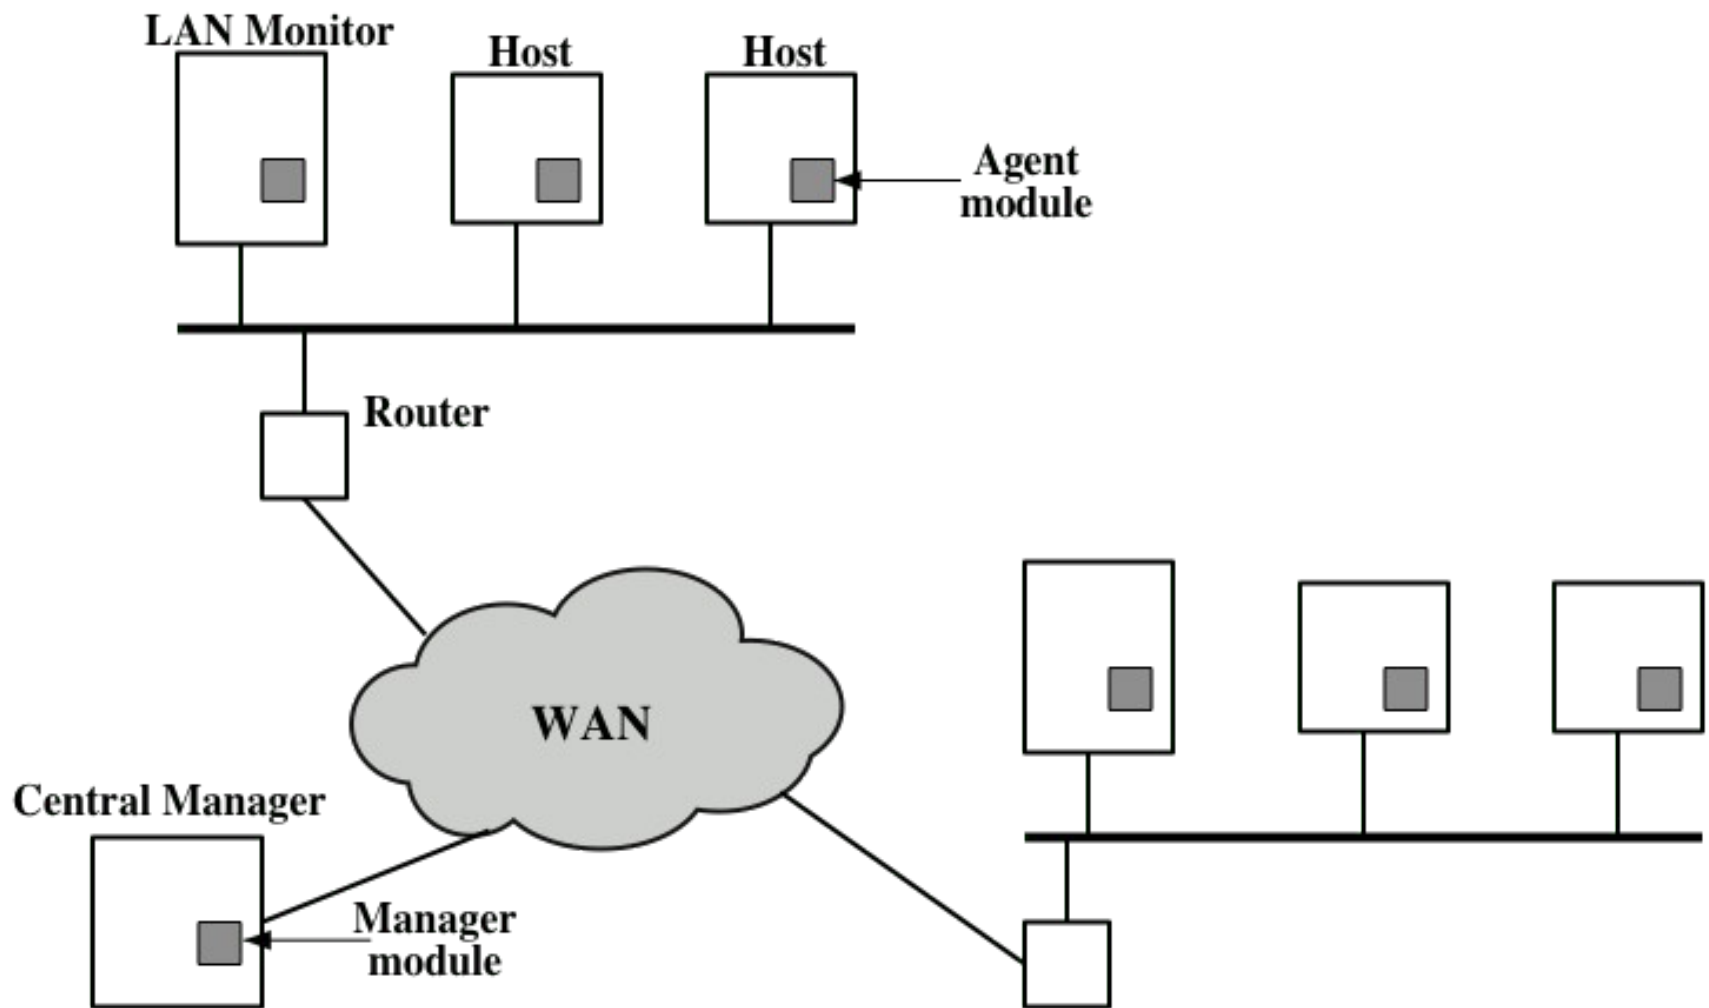 LAN Monitor
Host
Host
Agent
module
Router
WAN
Central Manager
Manager
module